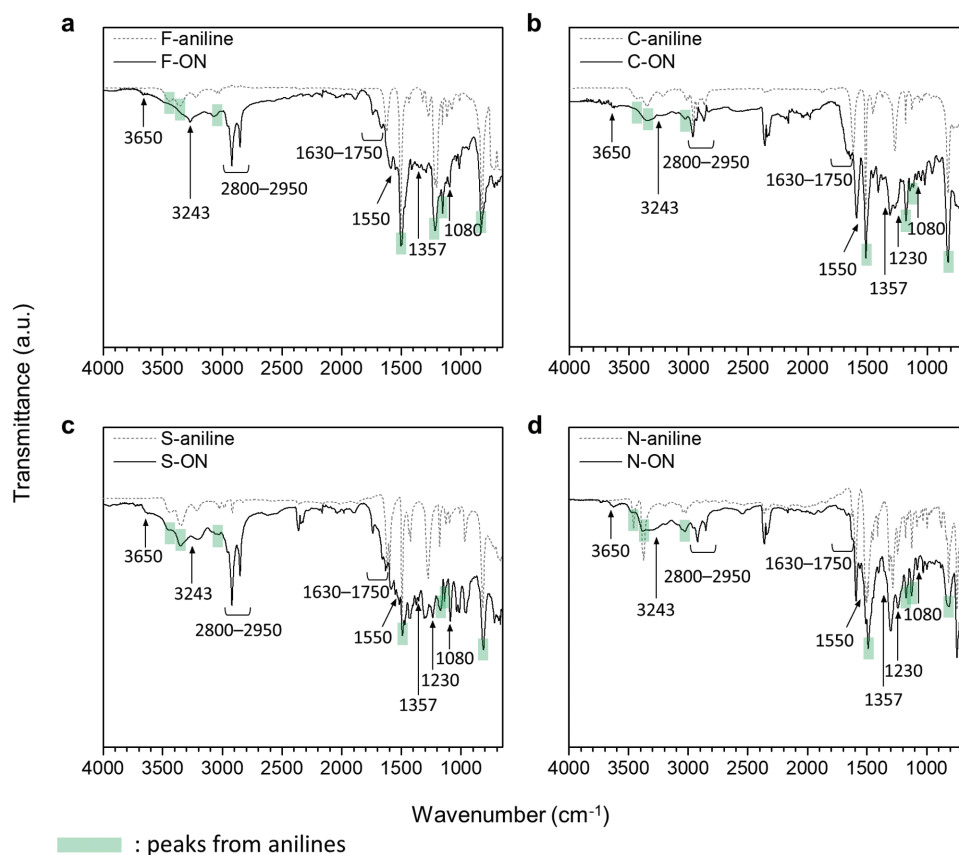 a
F-aniline
F-ON
3650
3243
2800–2950
1630–1750
1550
1357
1080
4000 3500 3000 2500 2000 1500 1000
b
C-aniline
C-ON
3650
3243
2800–2950
1630–1750
1550
1357
1230
1080
4000 3500 3000 2500 2000 1500 1000
c
S-aniline
S-ON
3650
3243
2800–2950
1630–1750
1550
1357
1230
1080
4000 3500 3000 2500 2000 1500 1000
d
N-aniline
N-ON
3650
3243
2800–2950
1630–1750
1550
1357
1230
1080
4000 3500 3000 2500 2000 1500 1000
Transmittance (a.u.)
Wavenumber (cm⁻¹)
: peaks from anilines